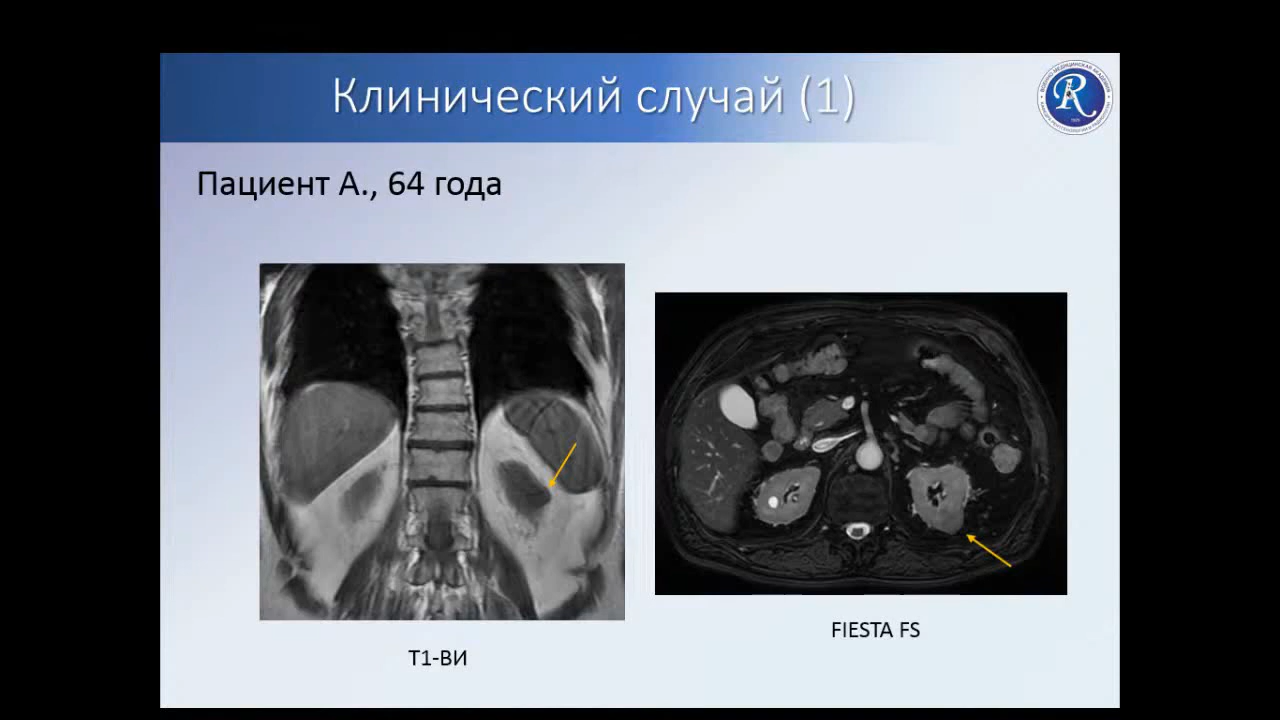 Клинический случай (1)
Пациент А., 64 года
Т1-ВИ
FIESTA FS